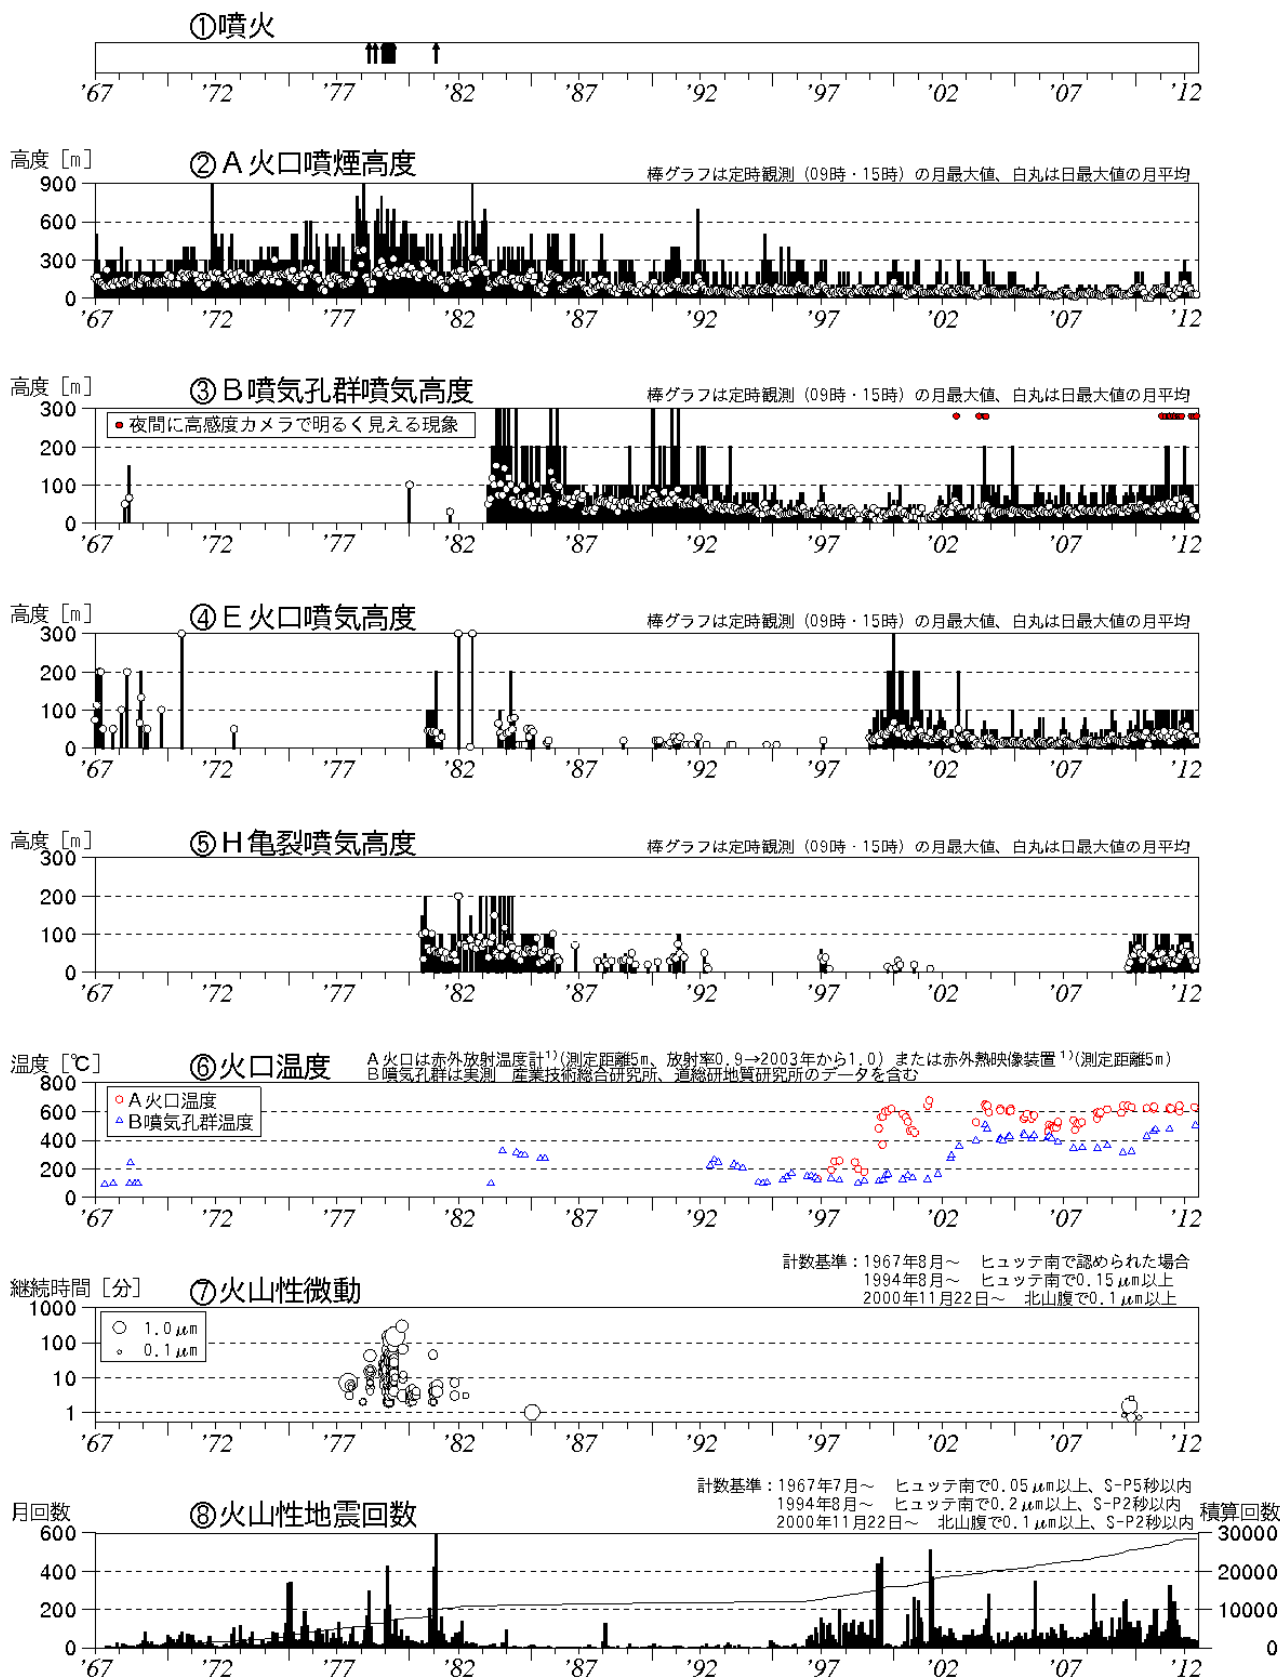 ①噴火
'67 '72 '77 '82 '87 '92 '97 '02 '07 '12
高度［m］ ②A火口噴煙高度 棒グラフは定時観測（09時・15時）の月最大値、白丸は日最大値の月平均
900
600
300
0
'67 '72 '77 '82 '87 '92 '97 '02 '07 '12
高度［m］ ③B噴気孔群噴気高度 棒グラフは定時観測（09時・15時）の月最大値、白丸は日最大値の月平均
300
夜間に高感度カメラで明るく見える現象
200
100
0
'67 '72 '77 '82 '87 '92 '97 '02 '07 '12
高度［m］ ④E火口噴気高度 棒グラフは定時観測（09時・15時）の月最大値、白丸は日最大値の月平均
300
200
100
0
'67 '72 '77 '82 '87 '92 '97 '02 '07 '12
高度［m］ ⑤H亀裂噴気高度 棒グラフは定時観測（09時・15時）の月最大値、白丸は口最大値の月平均
300
200
100
0
'67 '72 '77 '82 '87 '92 '97 '02 '07 '12
温度［℃］ ⑥火口温度 A火口は赤外放射温度計1)(測定距離5m、放射率0.9→2003年から1.0）または赤外熱映像装置1)(測定距離5m）
B噴気孔群は実測 産業技術総合研究所、道総研地質研究所のデータを含む
800
A火口温度
600
B噴気孔群温度
400
200
0
'67 '72 '77 '82 '87 '92 '97 '02 '07 '12
計数基準：1967年8月～ ヒュッテ南で認められた場合
継続時間［分］ ⑦火山性微動 1994年8月～ ヒュッテ南で0.15μm以上
2000年11月22日～ 北山腹で0.1μm以上
1000
1.0μm
100
0.1μm
10
1
'67 '72 '77 '82 '87 '92 '97 '02 '07 '12
計数基準：1967年7月～ ヒュッテ南で0.05μm以上、S-P5秒以内
月回数 ⑧火山性地震回数 1994年8月～ ヒュッテ南で0.2μm以上、S-P2秒以内 積算回数
2000年11月22日～ 北山腹で0.1μm以上、S-P2秒以内
600 30000
400 20000
200 10000
0 0
'67 '72 '77 '82 '87 '92 '97 '02 '07 '12